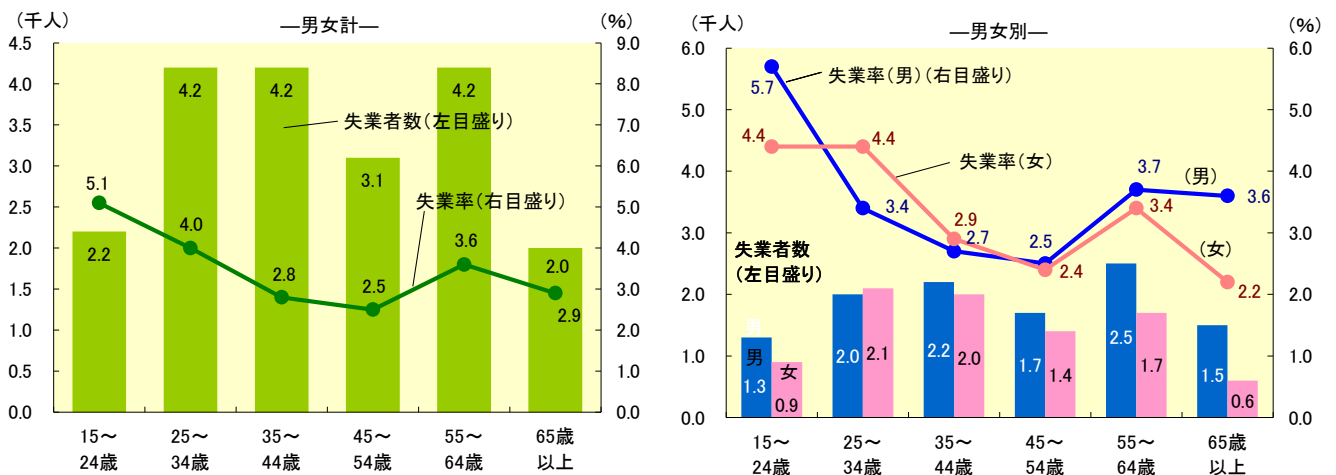 （千人）
―男女計―
（%）
4.5
4.0
3.5
3.0
2.5
2.0
1.5
1.0
0.5
0.0
9.0
8.0
7.0
6.0
5.0
4.0
3.0
2.0
1.0
0.0
4.2
4.2
4.2
失業者数（左目盛り）
3.1
失業率（右目盛り）
5.1
4.0
3.6
2.2
2.8
2.5
2.0
2.9
15～
24歳
25～
34歳
35～
44歳
45～
54歳
55～
64歳
65歳
以上
（千人）
―男女別―
（%）
6.0
5.0
4.0
3.0
2.0
1.0
0.0
6.0
5.0
4.0
3.0
2.0
1.0
0.0
失業率（男）（右目盛り）
5.7
4.4
4.4
失業率（女）
3.7
（男）
3.6
3.4
2.9
2.7
2.5
3.4
2.4
（女）
2.2
失業者数
（左目盛り）
男
男
女
1.3
0.9
2.0
2.1
2.2
2.0
1.7
1.4
2.5
1.7
1.5
0.6
15～
24歳
25～
34歳
35～
44歳
45～
54歳
55～
64歳
65歳
以上